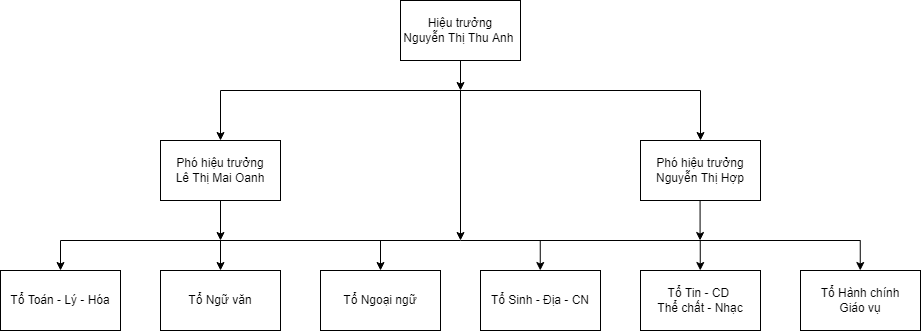 Hiệu trưởng
Nguyễn Thị Thu Anh
Phó hiệu trưởng
Lê Thị Mai Oanh
Phó hiệu trưởng
Nguyễn Thị Hợp
Tổ Toán - Lý - Hóa
Tổ Ngữ văn
Tổ Ngoại ngữ
Tổ Sinh - Địa - CN
Tổ Tin - CD
Thể chất - Nhạc
Tổ Hành chính
Giáo vụ